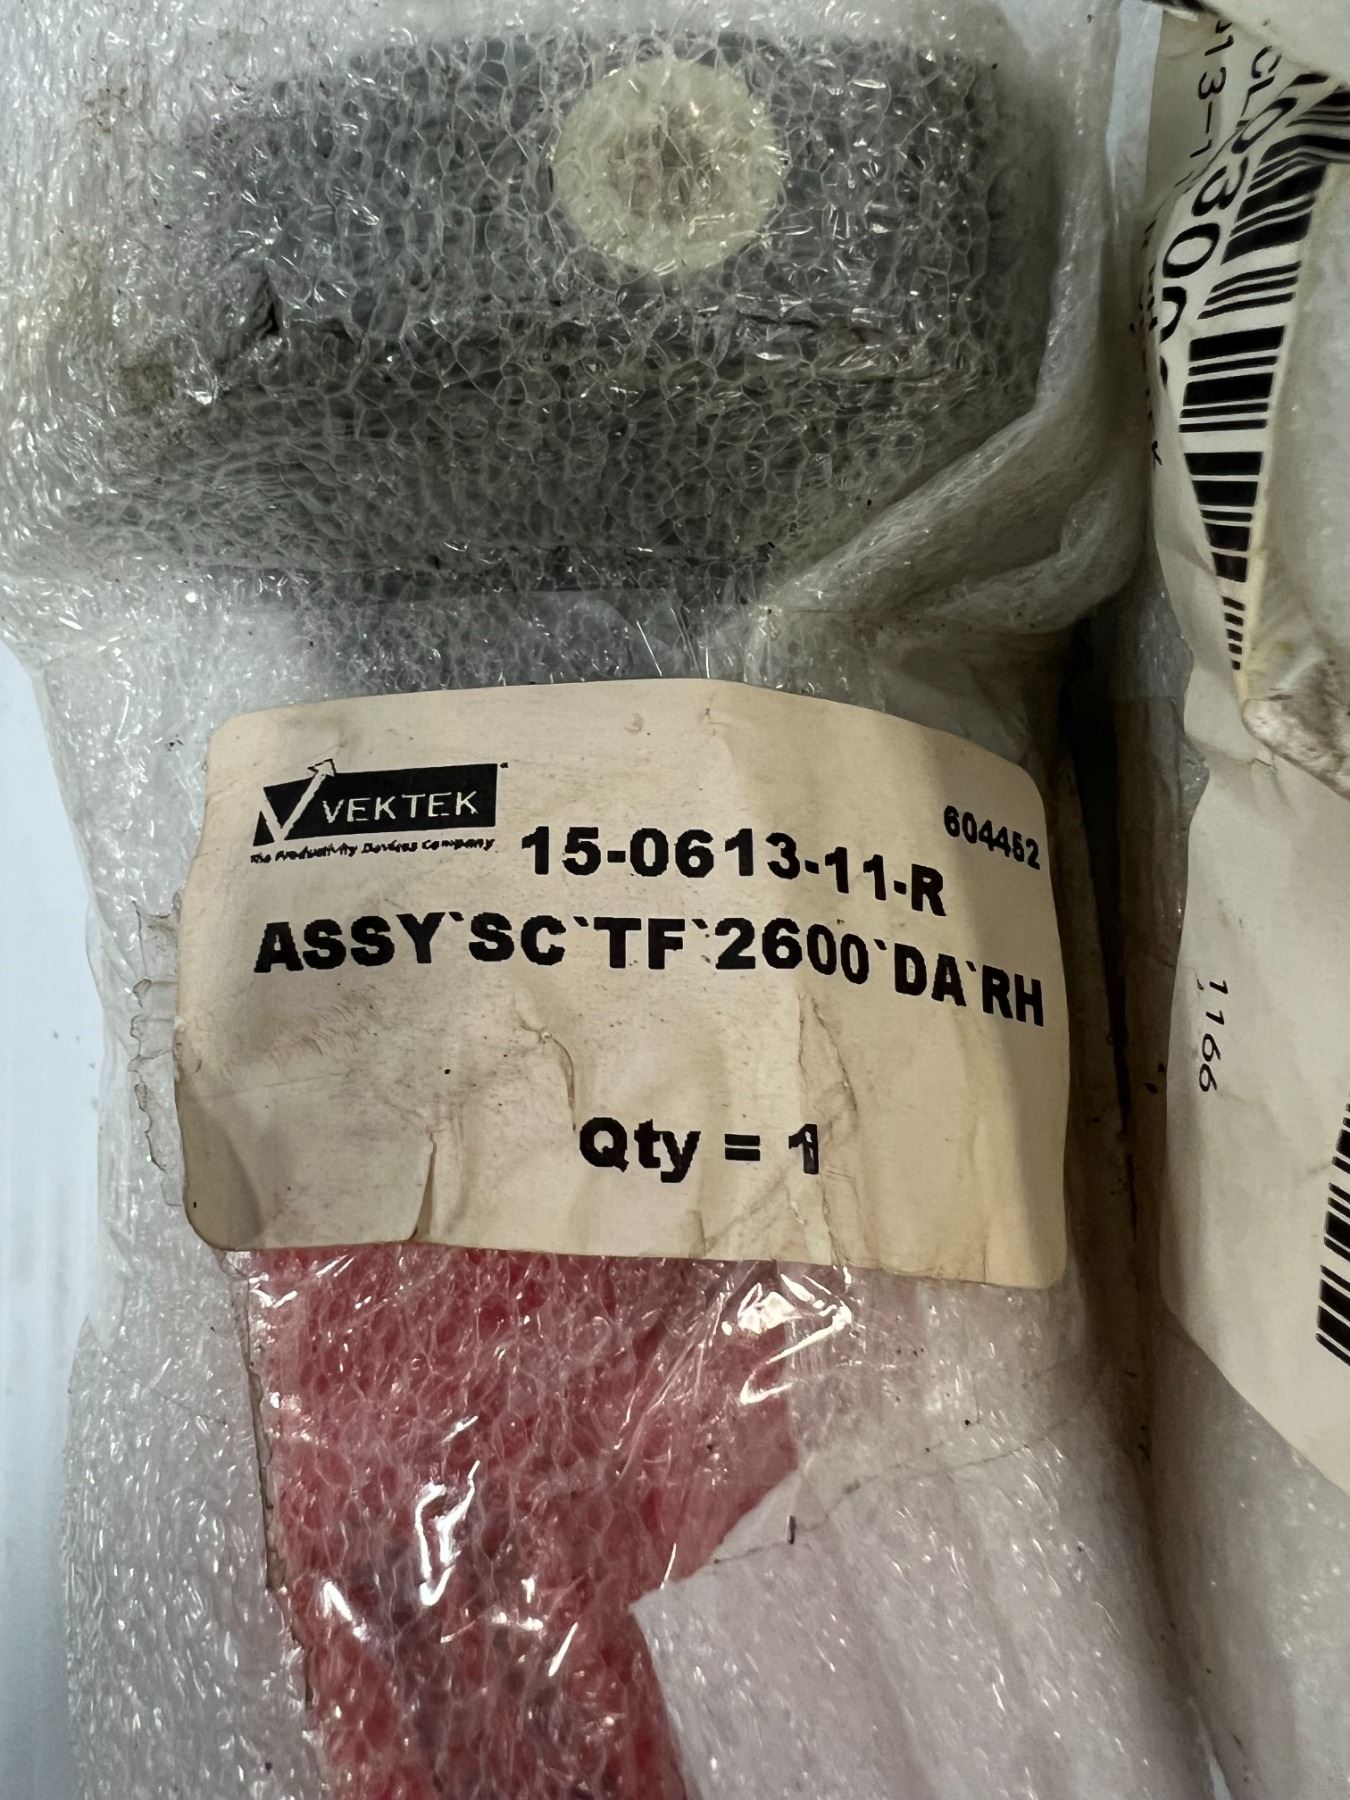 VEKTEK
The Productivity Devices Company
15-0613-11-R
604452
ASSY`SC`TF`2600`DA`RH
Qty = 1
1166